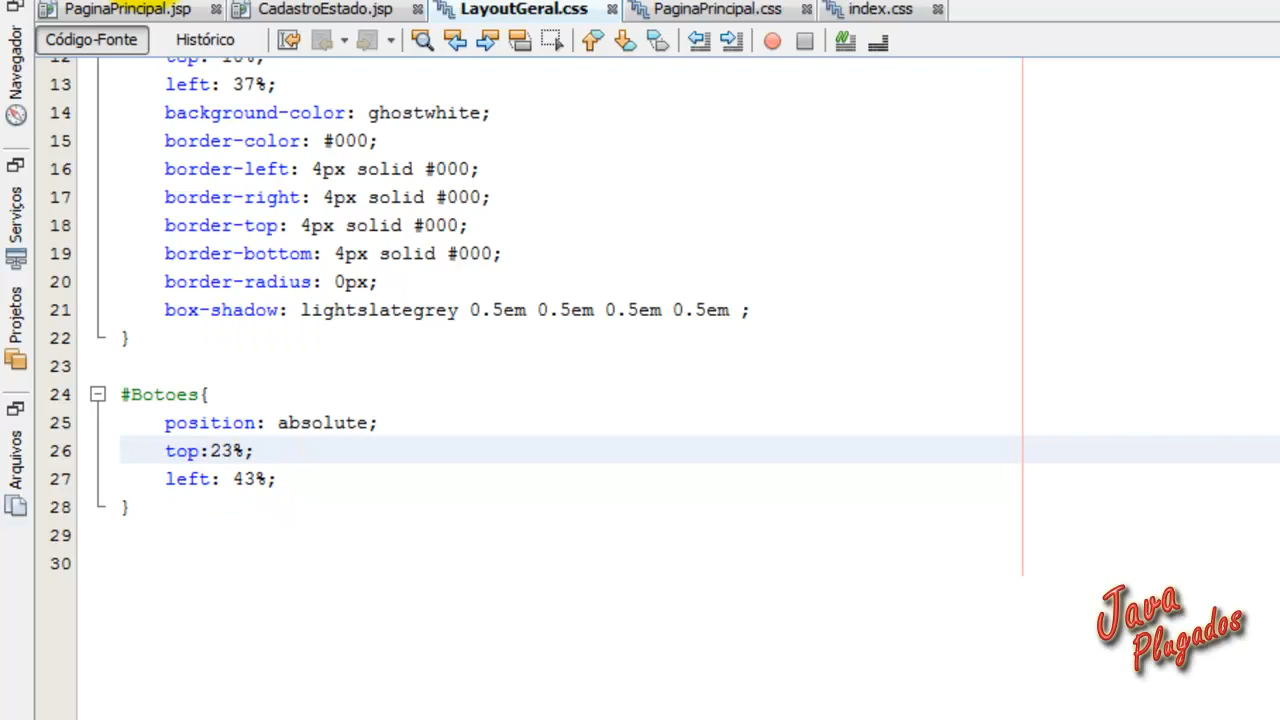 PaginaPrincipal.jsp
CadastroEstado.jsp
LayoutGeral.css
PaginaPrincipal.css
index.css
Código-Fonte
Histórico
Navegador
Serviços
Projetos
Arquivos
12 top: 10%;
13 left: 37%;
14 background-color: ghostwhite;
15 border-color: #000;
16 border-left: 4px solid #000;
17 border-right: 4px solid #000;
18 border-top: 4px solid #000;
19 border-bottom: 4px solid #000;
20 border-radius: 0px;
21 box-shadow: lightslategrey 0.5em 0.5em 0.5em 0.5em ;
22 }
23
24 #Botoes{
25 position: absolute;
26 top:23%;
27 left: 43%;
28 }
29
30
Java
Plugados